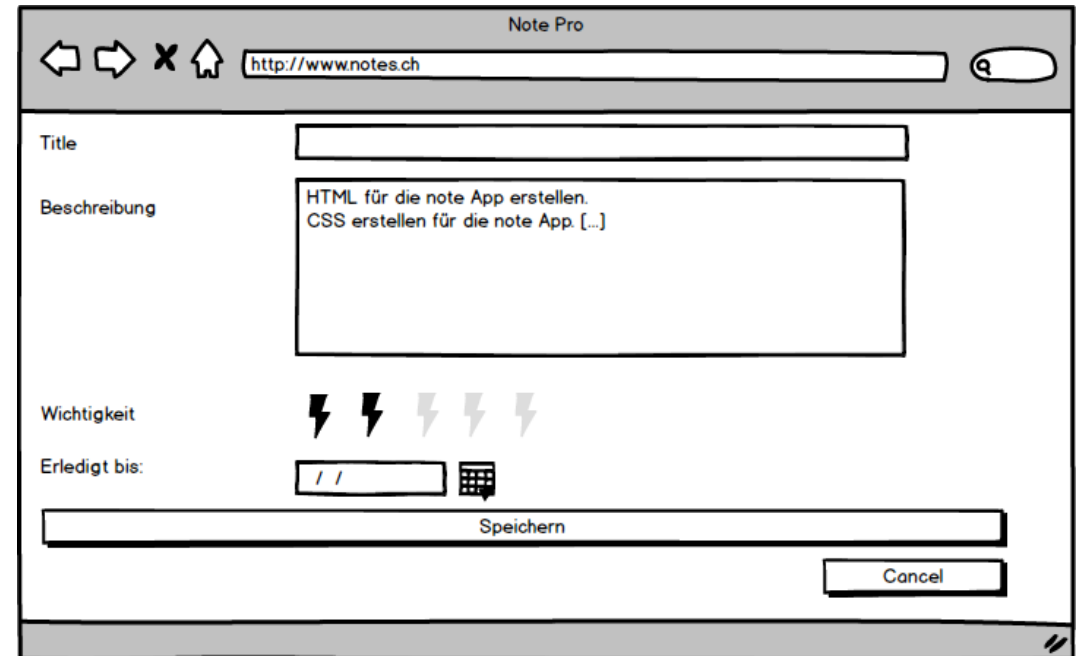 Note Pro
http://www.notes.ch
Title
Beschreibung
HTML für die note App erstellen.
CSS erstellen für die note App. [...]
Wichtigkeit
Erledigt bis:
/ /
Speichern
Cancel